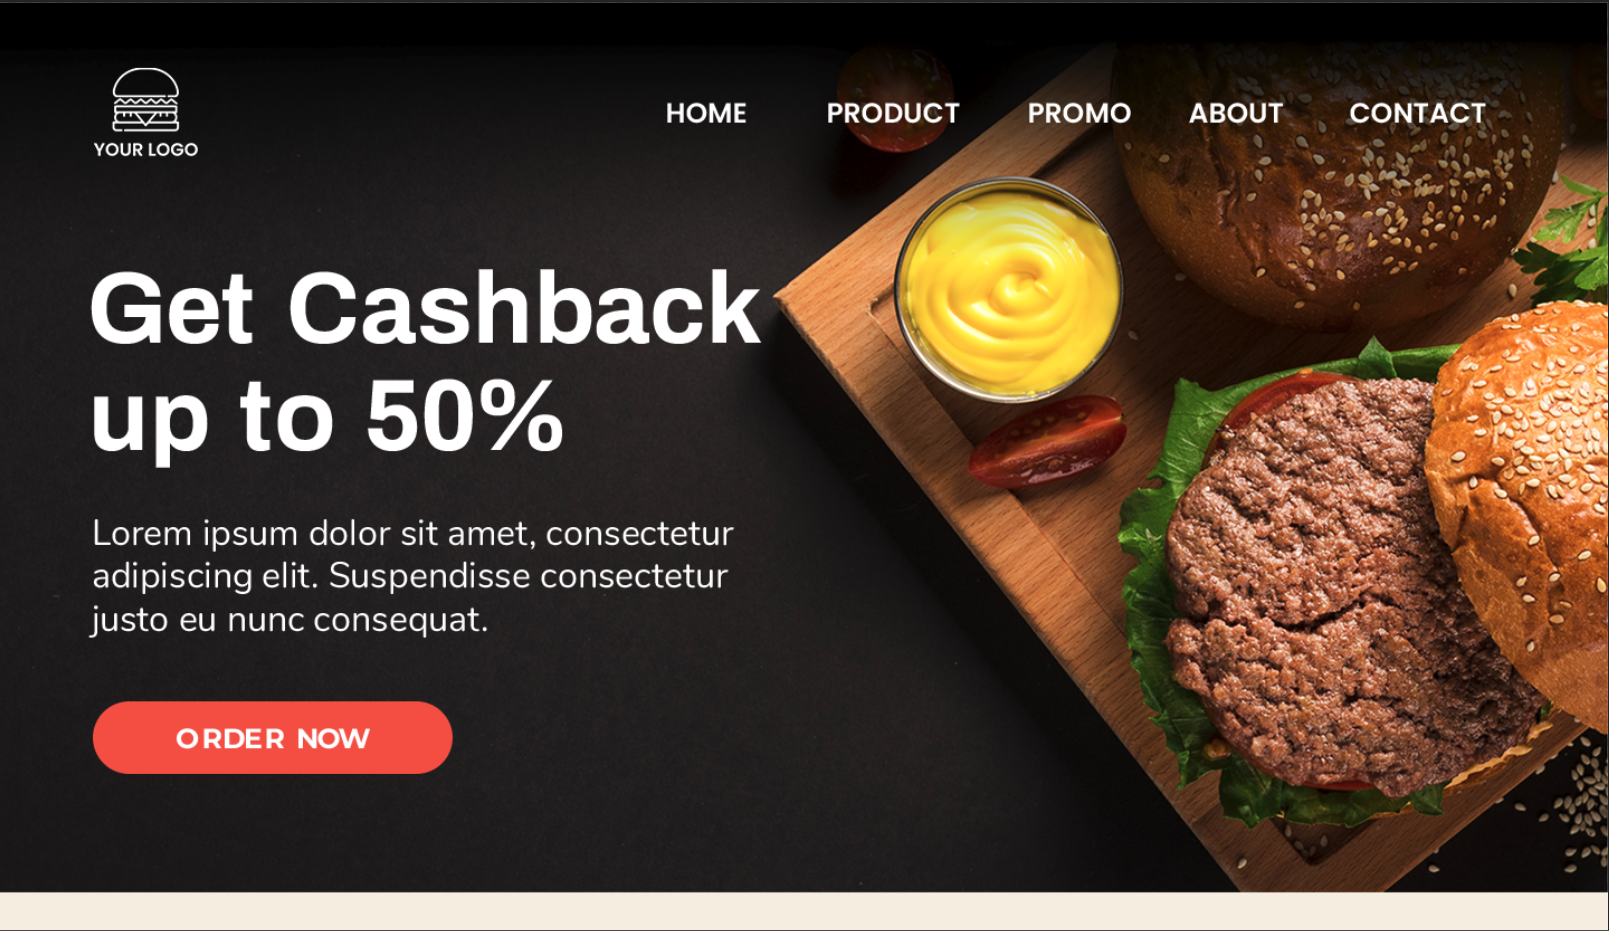 YOUR LOGO
HOME PRODUCT PROMO ABOUT CONTACT
Get Cashback
up to 50%
Lorem ipsum dolor sit amet, consectetur
adipiscing elit. Suspendisse consectetur
justo eu nunc consequat.
ORDER NOW